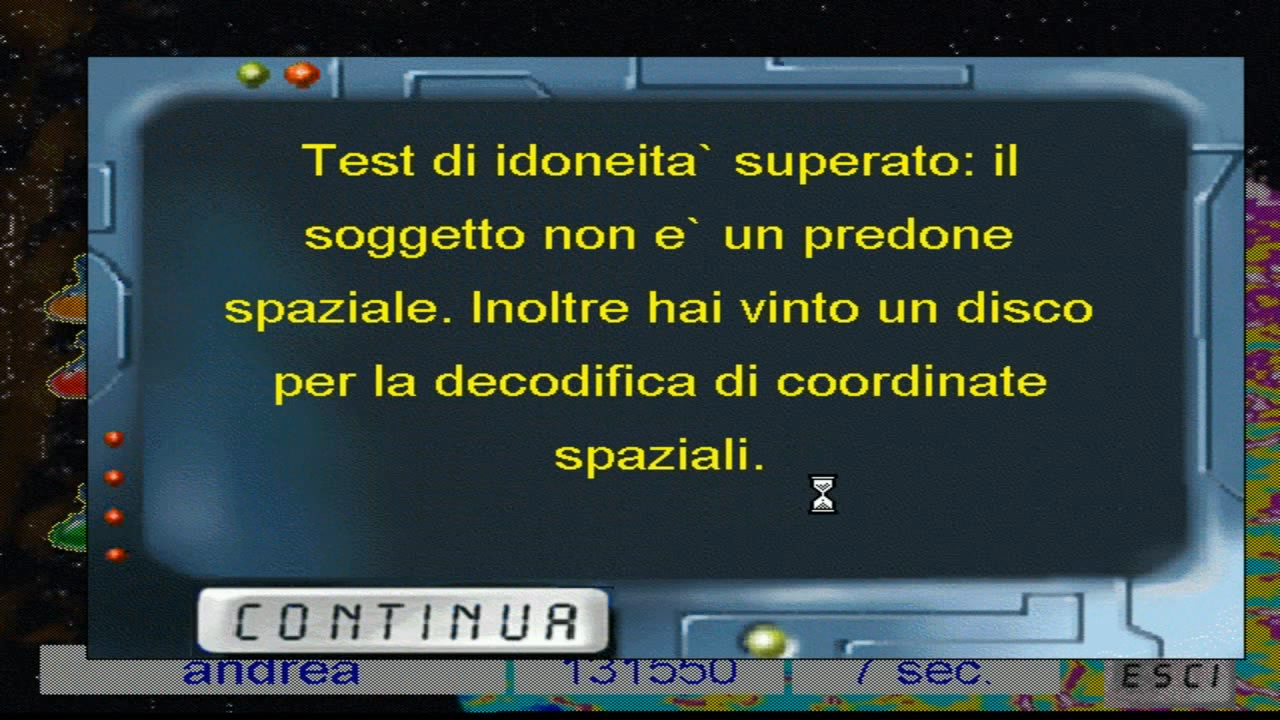 Test di idoneita` superato: il
soggetto non e` un predone
spaziale. Inoltre hai vinto un disco
per la decodifica di coordinate
spaziali.
CONTINUA
andrea 131550 7 sec. ESCI